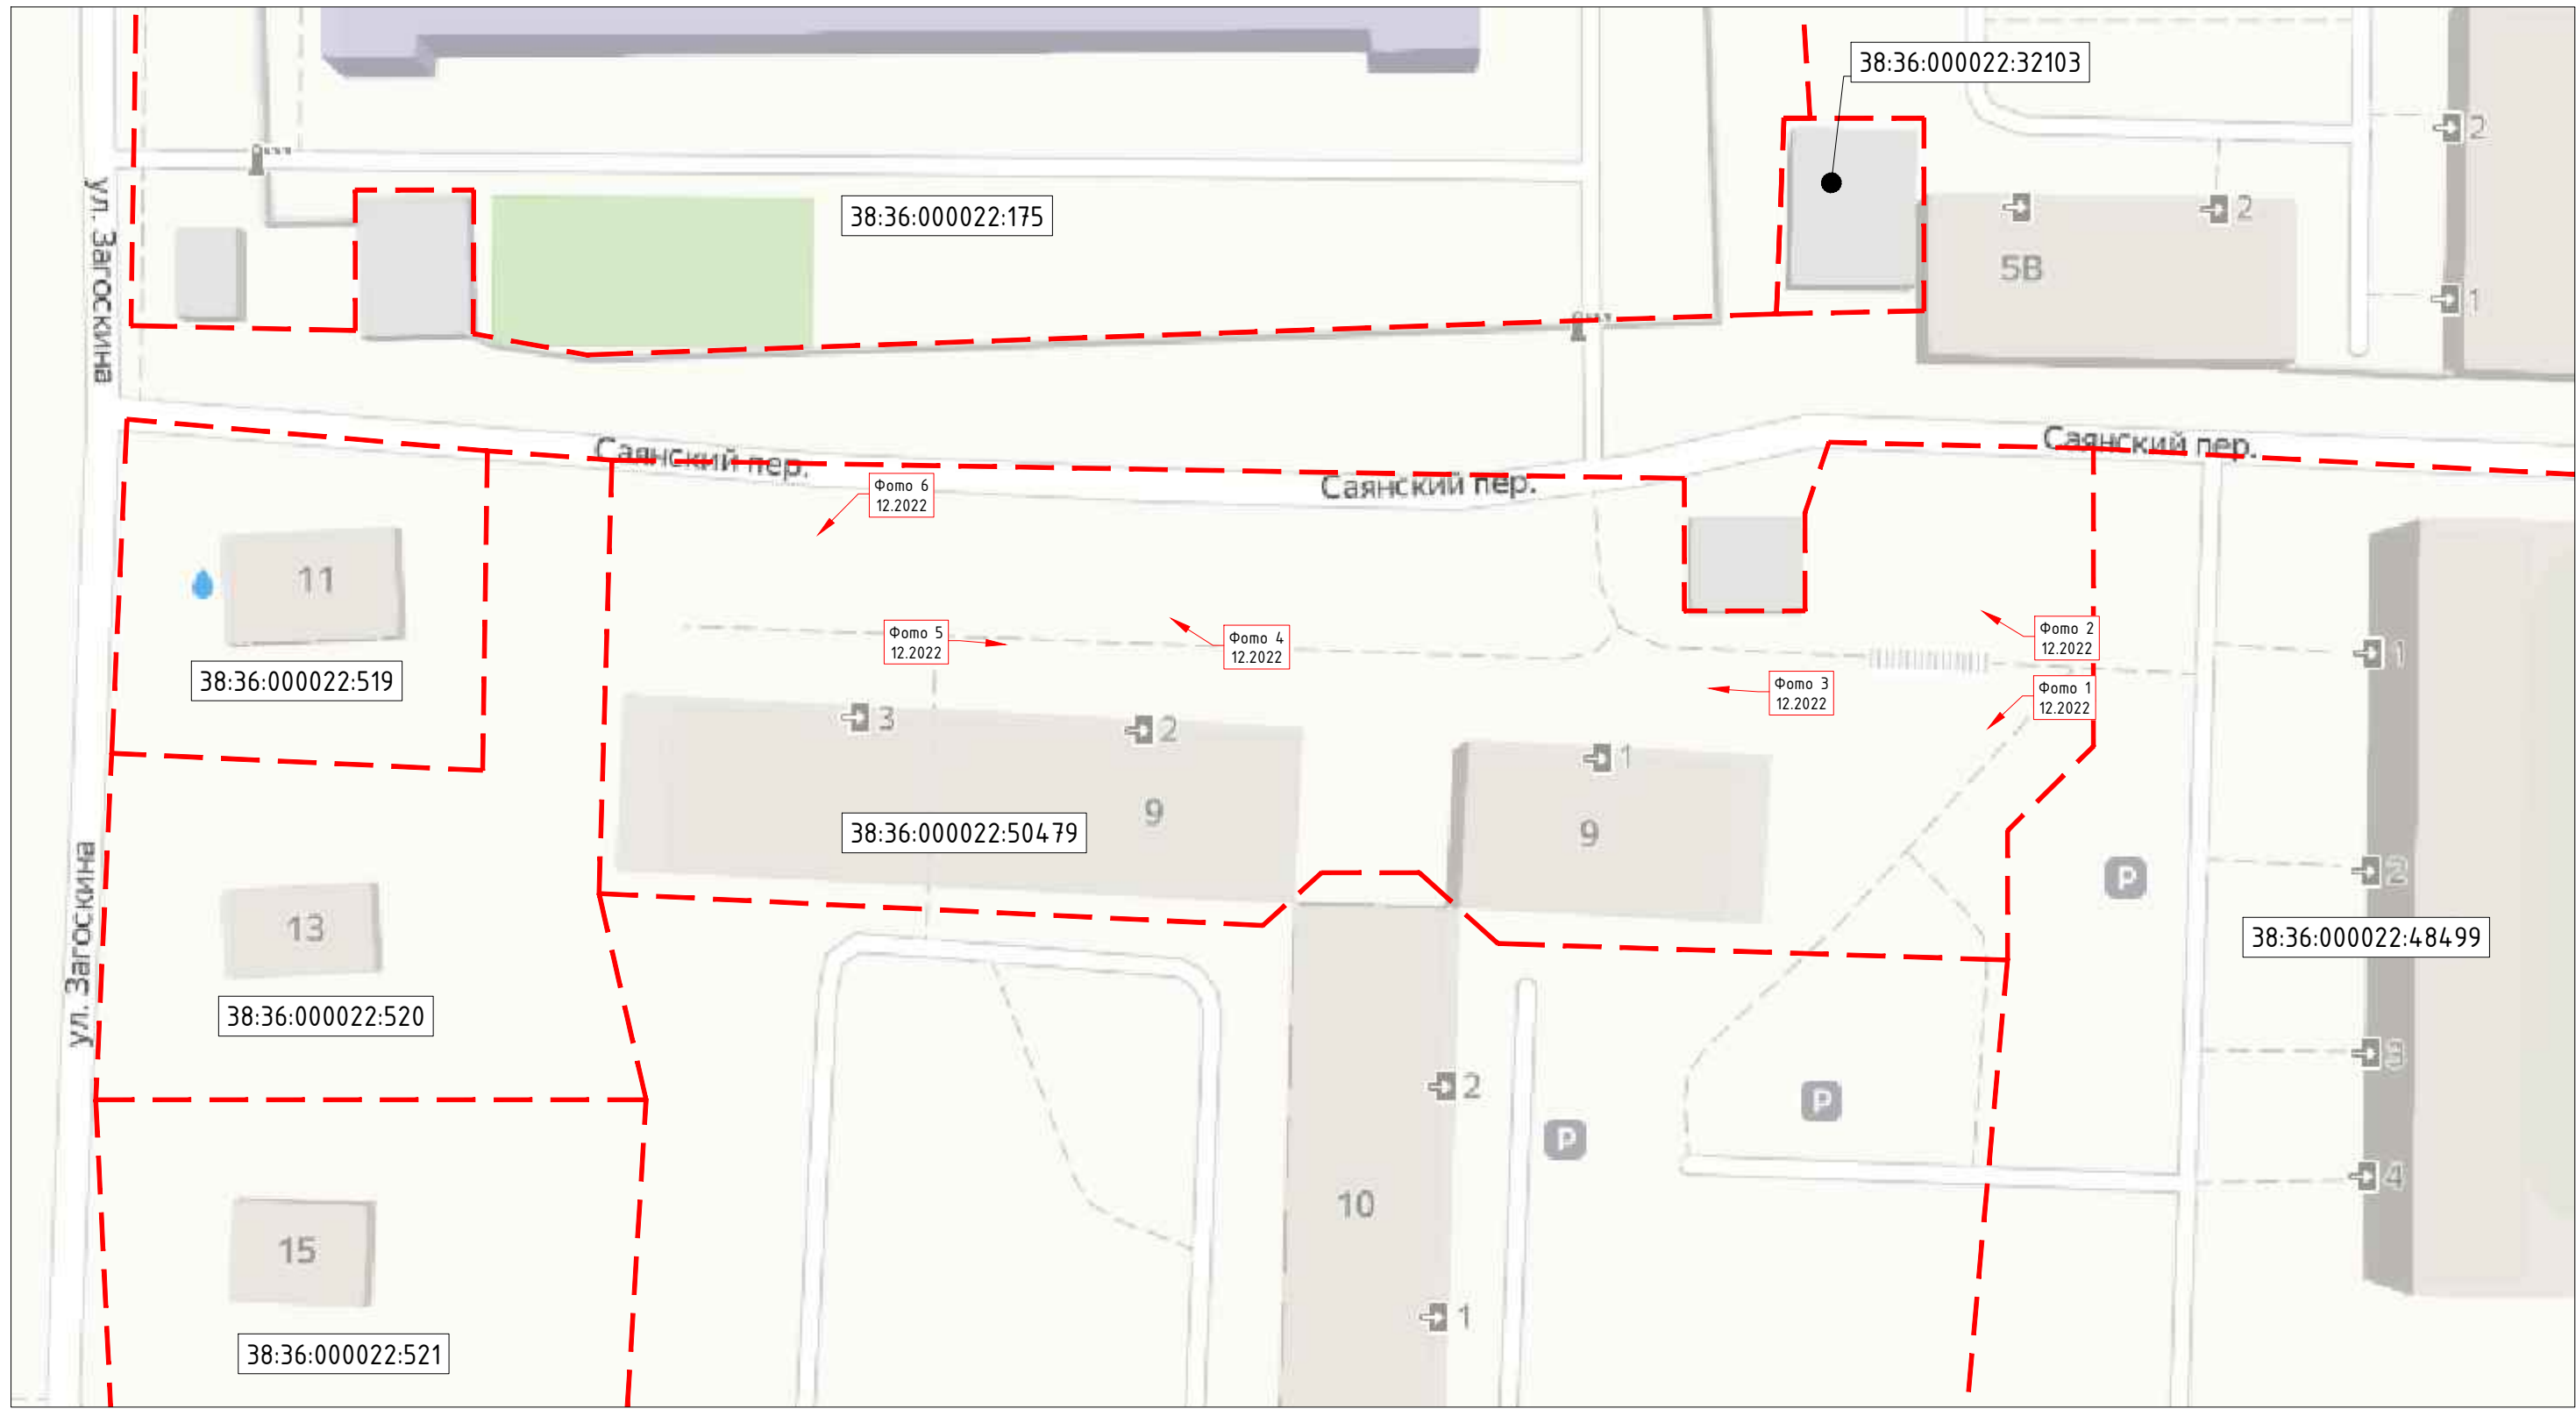 38:36:000022:32103
2
ул. Загоскина
38:36:000022:175
2
5В
1
Саянский пер.
Саянский пер.
Саянский пер.
Фото 6
12.2022
11
38:36:000022:519
Фото 5
12.2022
Фото 4
12.2022
Фото 2
12.2022
1
Фото 3
12.2022
Фото 1
12.2022
3
2
1
9
38:36:000022:50479
9
ул. Загоскина
P
2
13
38:36:000022:48499
38:36:000022:520
3
2
P
P
4
10
15
1
38:36:000022:521